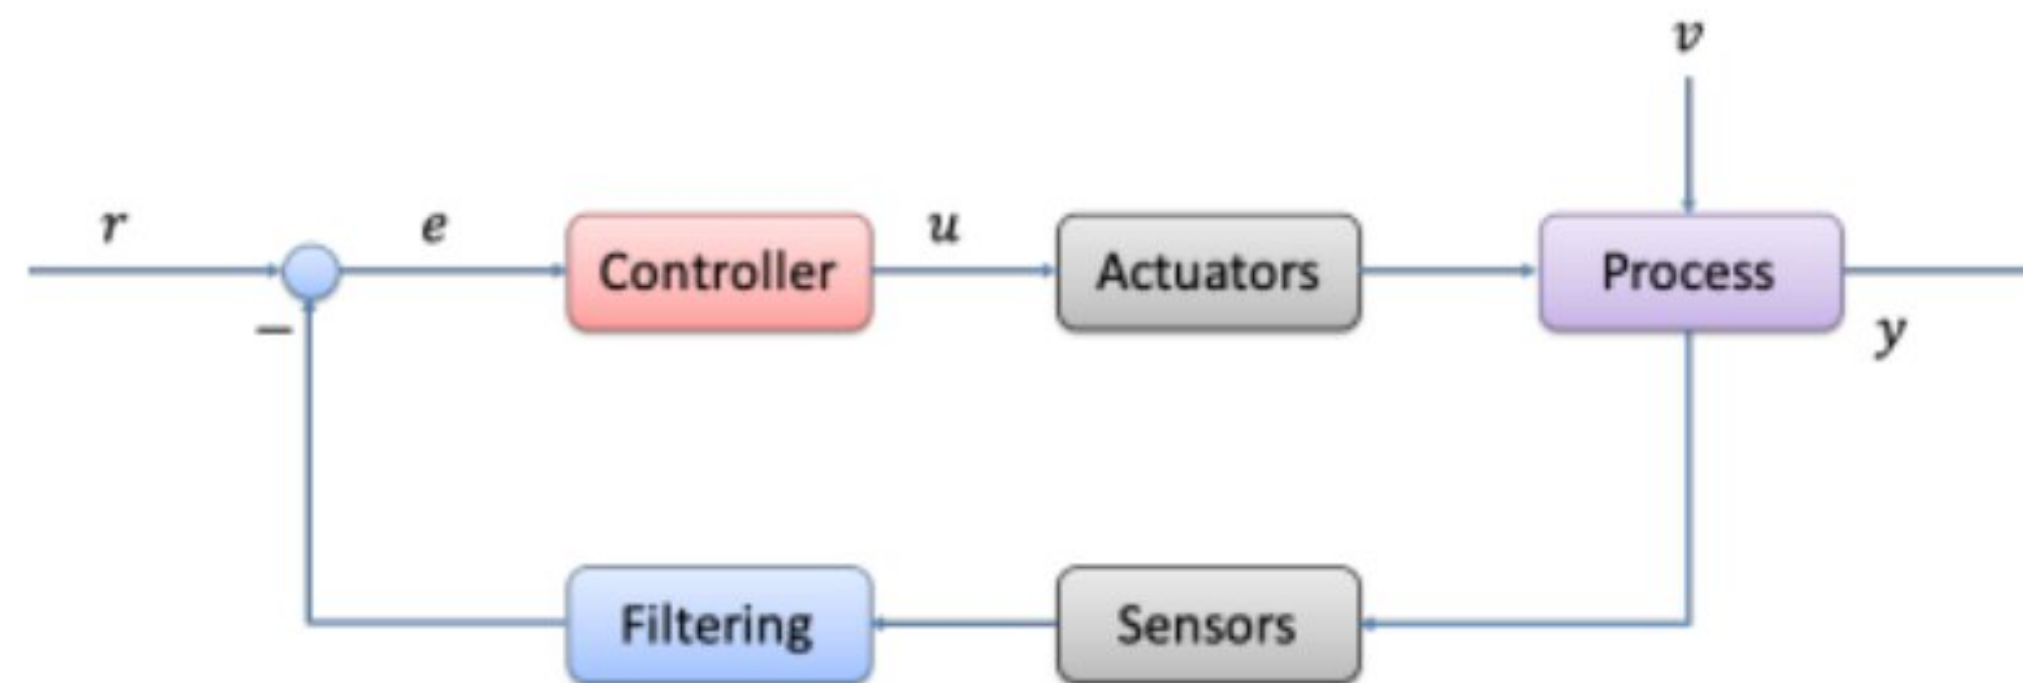 v
r
e
Controller
u
Actuators
Process
−
y
Filtering
Sensors